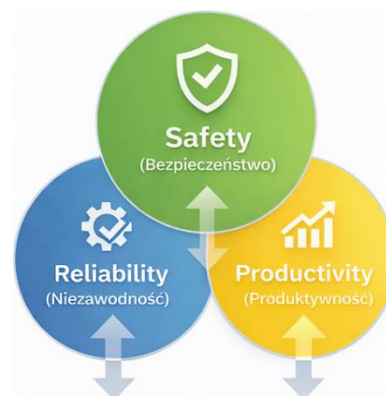 Safety
(Bezpieczeństwo)
Reliability
(Niezawodność)
Productivity
(Produktywność)